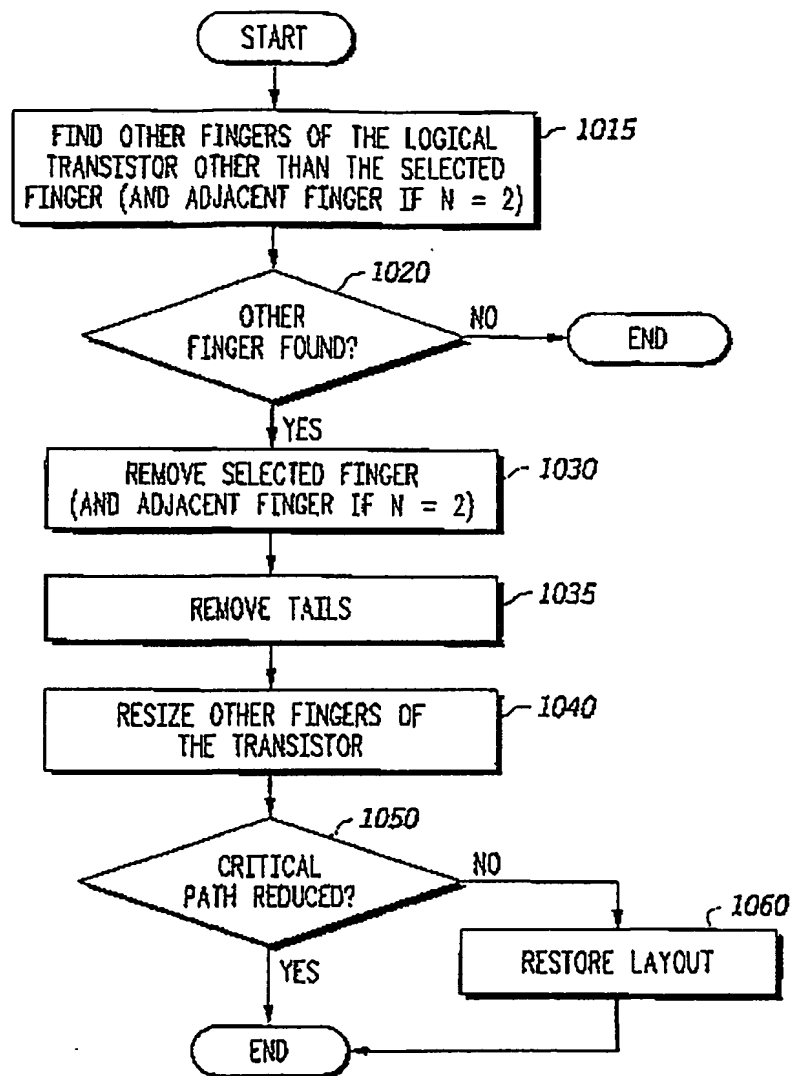 START
FIND OTHER FINGERS OF THE LOGICAL
TRANSISTOR OTHER THAN THE SELECTED
FINGER (AND ADJACENT FINGER IF N = 2)
1015
1020
OTHER
FINGER FOUND?
NO
END
YES
REMOVE SELECTED FINGER
(AND ADJACENT FINGER IF N = 2)
1030
REMOVE TAILS
1035
RESIZE OTHER FINGERS OF
THE TRANSISTOR
1040
1050
CRITICAL
PATH REDUCED?
NO
1060
RESTORE LAYOUT
YES
END